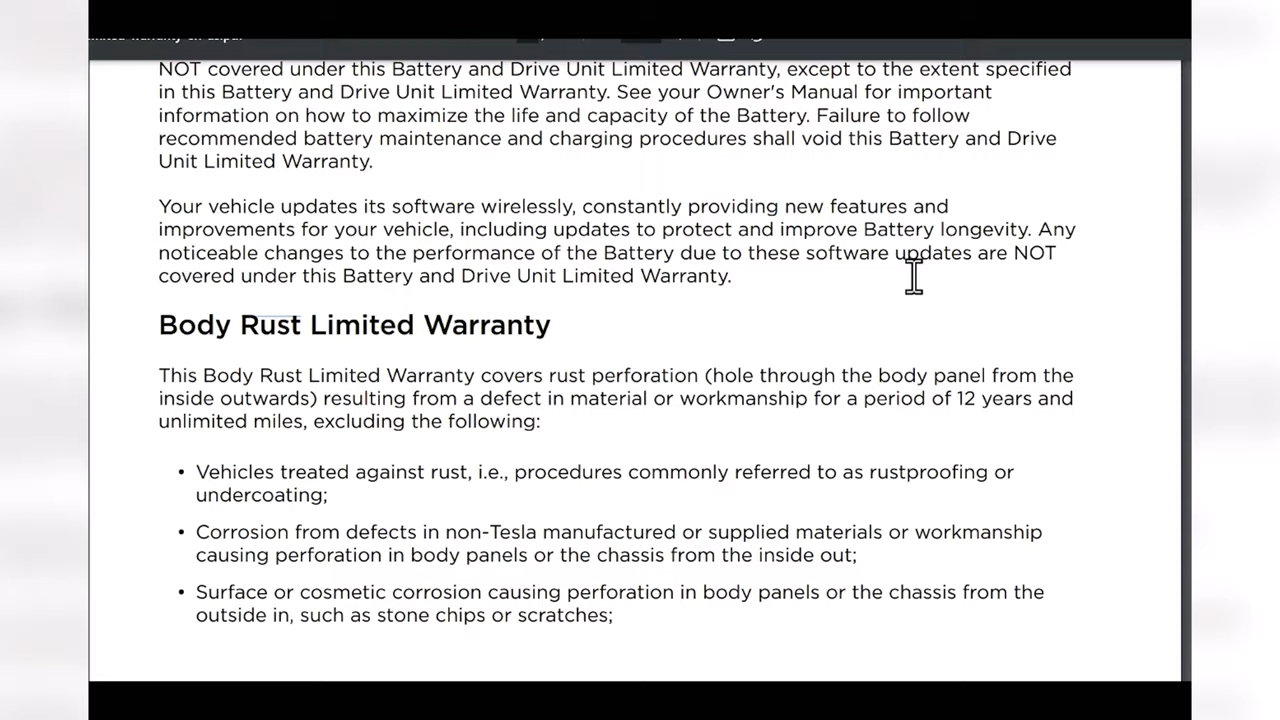 NOT covered under this Battery and Drive Unit Limited Warranty, except to the extent specified
in this Battery and Drive Unit Limited Warranty. See your Owner's Manual for important
information on how to maximize the life and capacity of the Battery. Failure to follow
recommended battery maintenance and charging procedures shall void this Battery and Drive
Unit Limited Warranty.
Your vehicle updates its software wirelessly, constantly providing new features and
improvements for your vehicle, including updates to protect and improve Battery longevity. Any
noticeable changes to the performance of the Battery due to these software updates are NOT
covered under this Battery and Drive Unit Limited Warranty.
Body Rust Limited Warranty
This Body Rust Limited Warranty covers rust perforation (hole through the body panel from the
inside outwards) resulting from a defect in material or workmanship for a period of 12 years and
unlimited miles, excluding the following:
• Vehicles treated against rust, i.e., procedures commonly referred to as rustproofing or
undercoating;
• Corrosion from defects in non-Tesla manufactured or supplied materials or workmanship
causing perforation in body panels or the chassis from the inside out;
• Surface or cosmetic corrosion causing perforation in body panels or the chassis from the
outside in, such as stone chips or scratches;